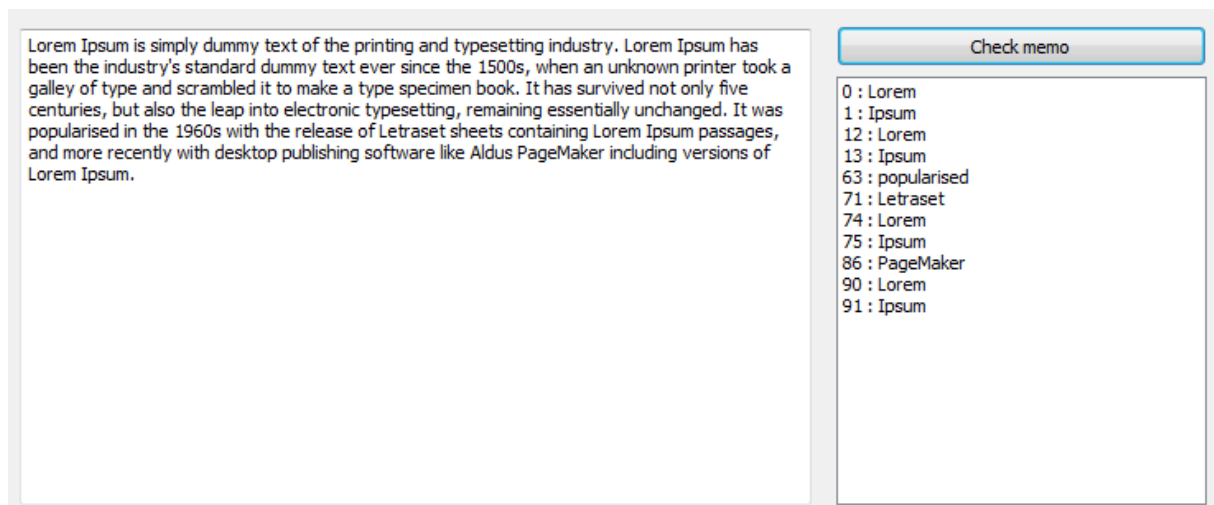 Lorem Ipsum is simply dummy text of the printing and typesetting industry. Lorem Ipsum has
been the industry's standard dummy text ever since the 1500s, when an unknown printer took a
galley of type and scrambled it to make a type specimen book. It has survived not only five
centuries, but also the leap into electronic typesetting, remaining essentially unchanged. It was
popularised in the 1960s with the release of Letraset sheets containing Lorem Ipsum passages,
and more recently with desktop publishing software like Aldus PageMaker including versions of
Lorem Ipsum.
Check memo
0 : Lorem
1 : Ipsum
12 : Lorem
13 : Ipsum
63 : popularised
71 : Letraset
74 : Lorem
75 : Ipsum
86 : PageMaker
90 : Lorem
91 : Ipsum